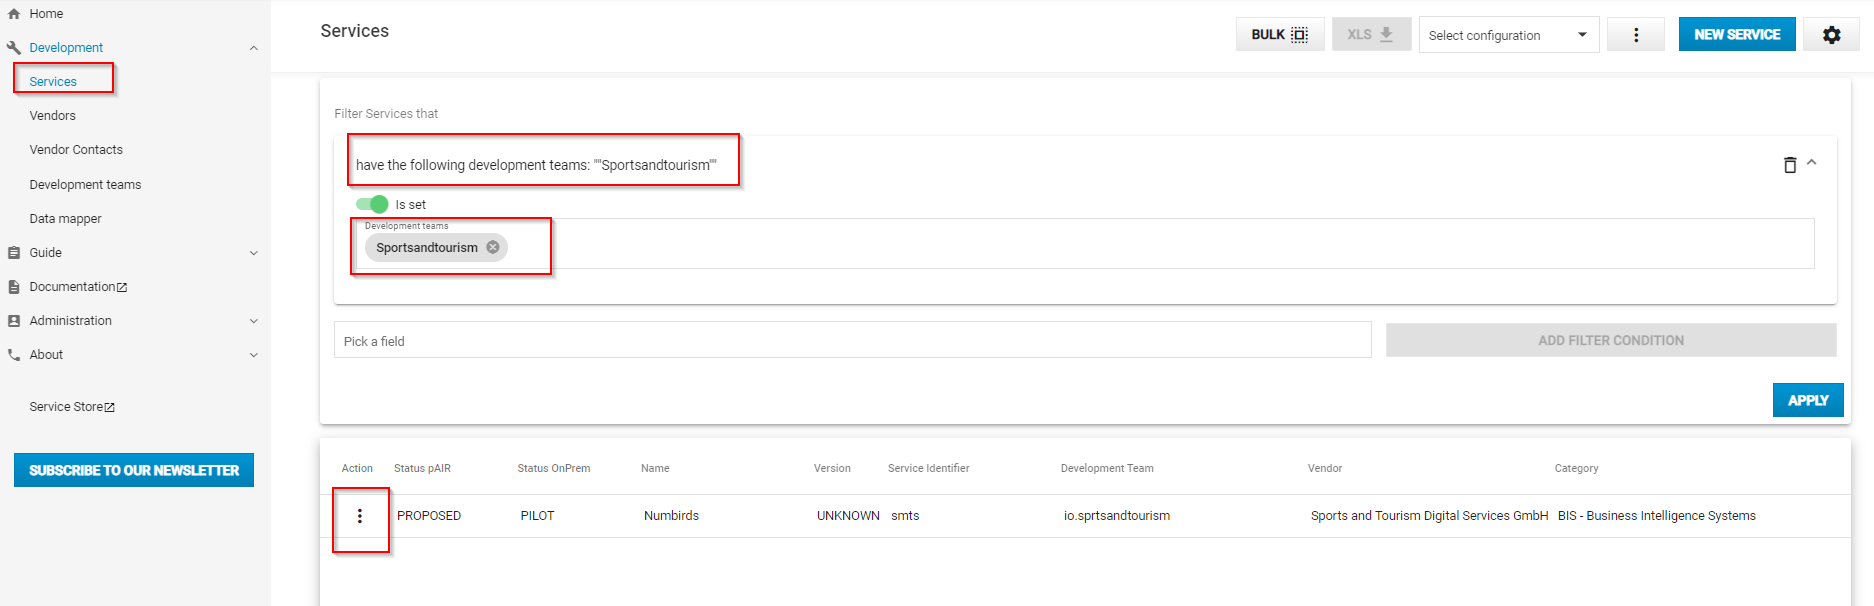 Home
Development
Services
Vendors
Vendor Contacts
Development teams
Data mapper
Guide
Documentation
Administration
About
Service Store
SUBSCRIBE TO OUR NEWSLETTER
Services
BULK
XLS
Select configuration
NEW SERVICE
Filter Services that
have the following development teams: ""Sportsandtourism""
Is set
Development teams
Sportsandtourism
Pick a field
ADD FILTER CONDITION
APPLY
Action Status pAIR Status OnPrem Name Version Service Identifier Development Team Vendor Category
PROPOSED PILOT Numbirds UNKNOWN smts io.sprtsandtourism Sports and Tourism Digital Services GmbH BIS - Business Intelligence Systems